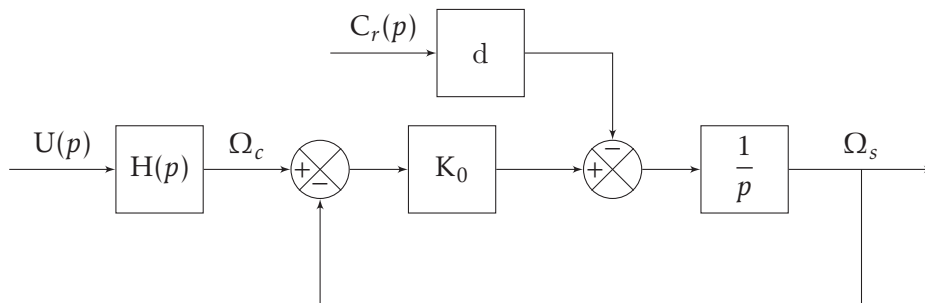 C_r(p)
d
U(p)
H(p)
Ω_c
+
−
K_0
+
−
1/p
Ω_s